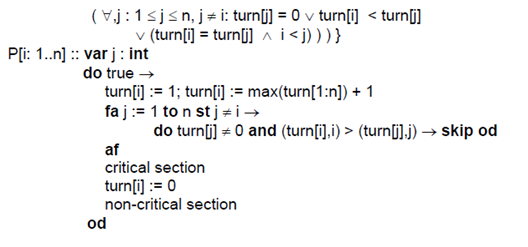 ( ∀,j : 1 ≤ j ≤ n, j ≠ i: turn[j] = 0 ∨ turn[i] < turn[j]
∨ (turn[i] = turn[j] ∧ i < j) ) ) }
P[i: 1..n] :: var j : int
do true →
turn[i] := 1; turn[i] := max(turn[1:n]) + 1
fa j := 1 to n st j ≠ i →
do turn[j] ≠ 0 and (turn[i],i) > (turn[j],j) → skip od
af
critical section
turn[i] := 0
non-critical section
od